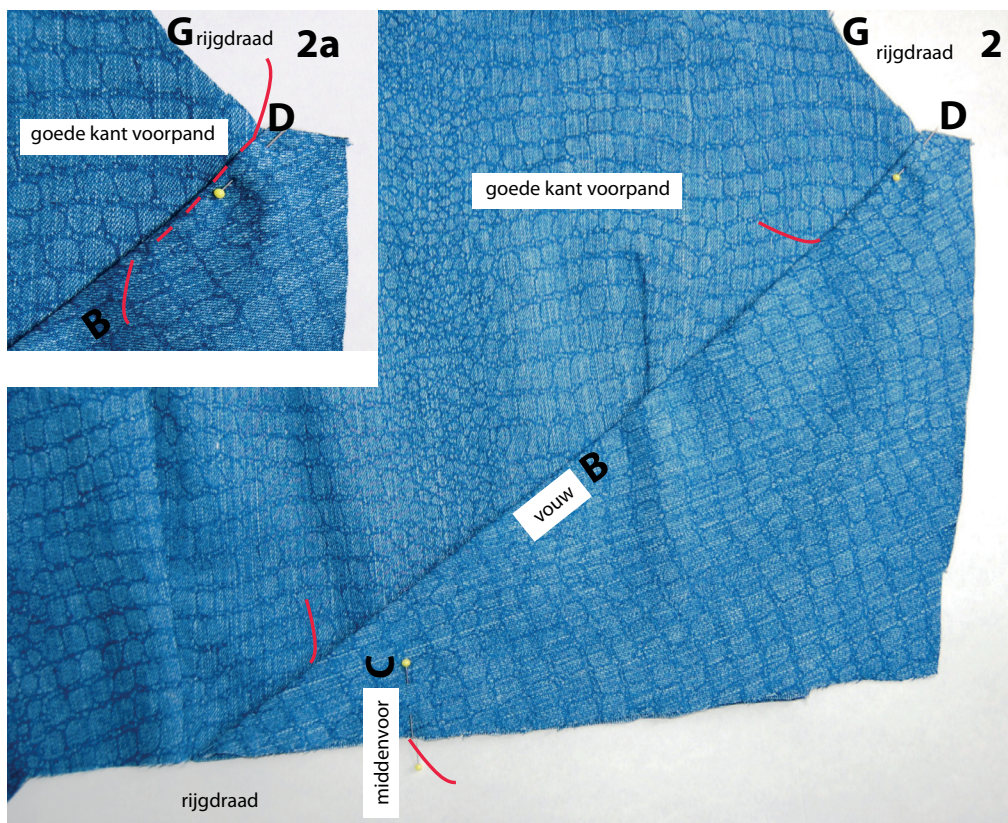 G rijgdraad 2a
D
goede kant voorpand
B
G rijgdraad 2
D
goede kant voorpand
B
vouw
C
middenvoor
rijgdraad